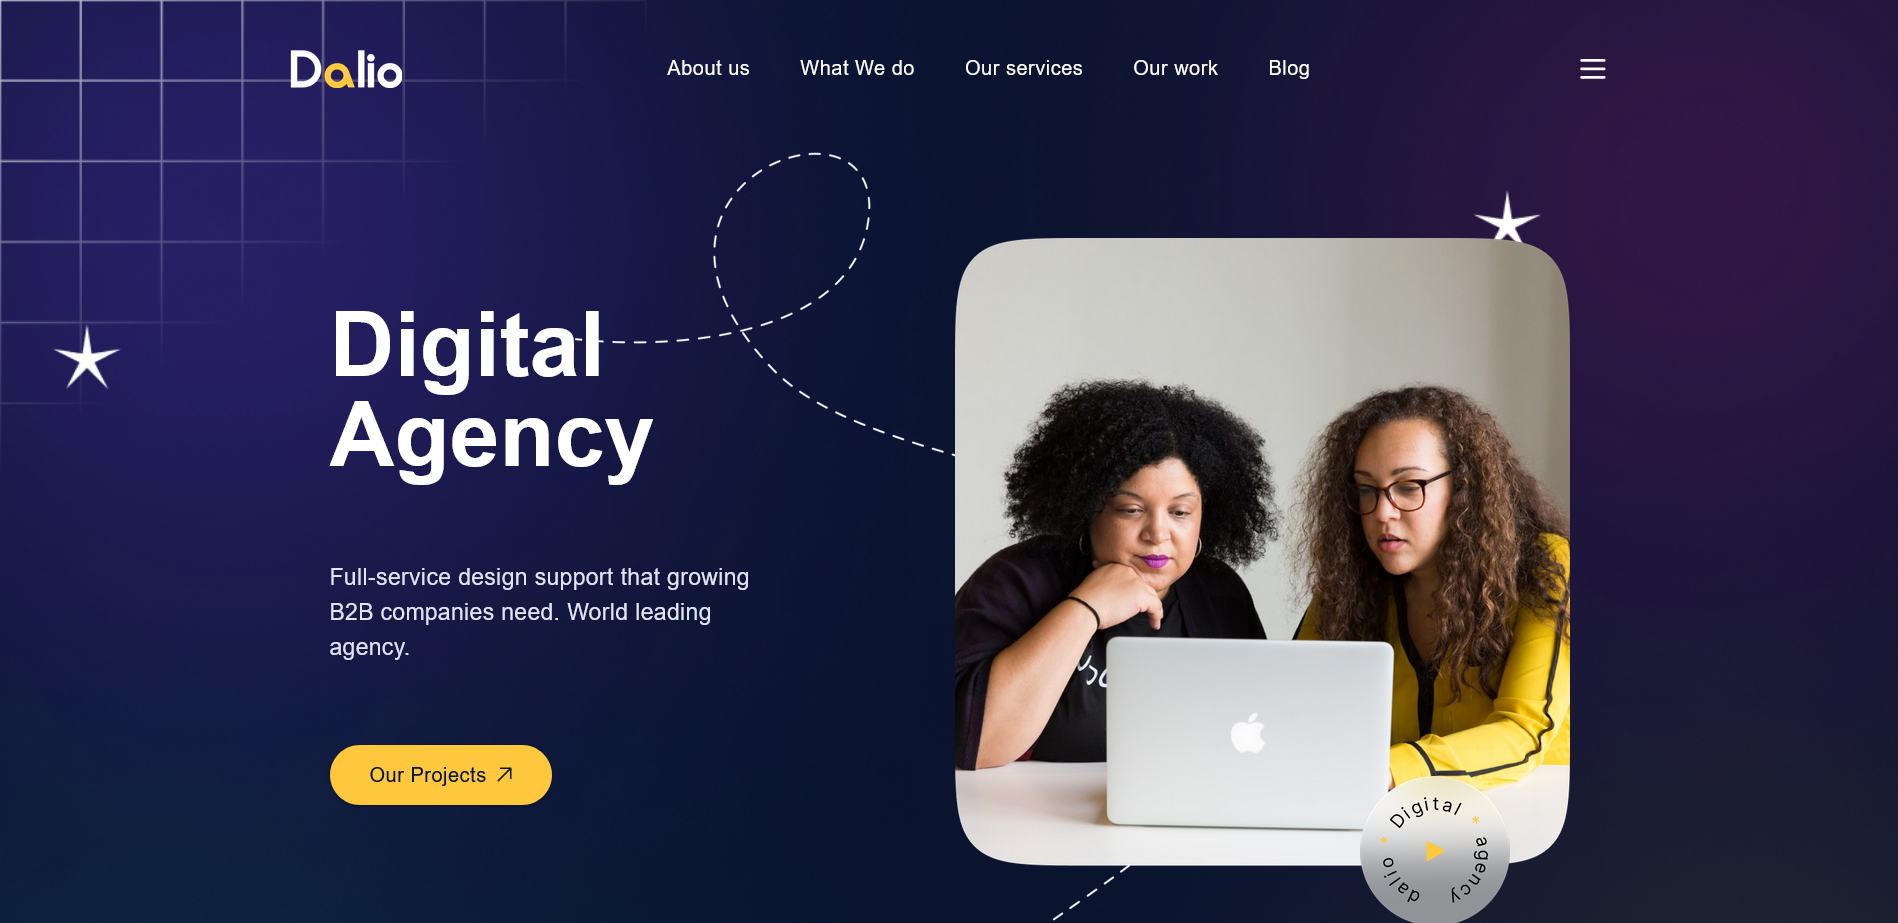 Dalio
About us
What We do
Our services
Our work
Blog
Digital
Agency
Full-service design support that growing
B2B companies need. World leading
agency.
Our Projects
Digital * agency dalio *